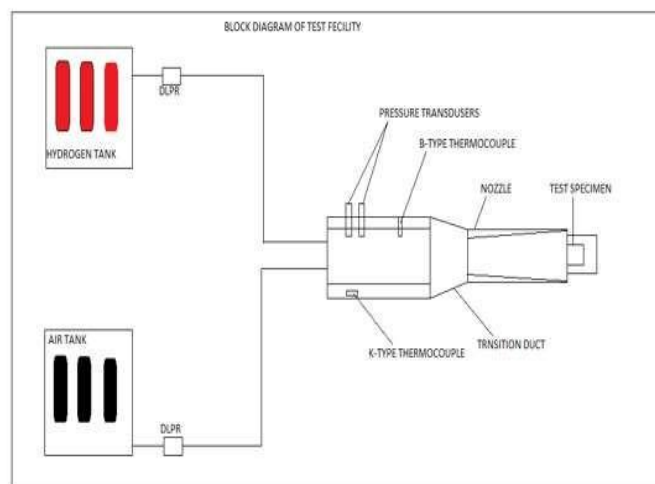 BLOCK DIAGRAM OF TEST FECILITY
DLPR
HYDROGEN TANK
PRESSURE TRANSDUSERS
B-TYPE THERMOCOUPLE
NOZZLE
TEST SPECIMEN
AIR TANK
K-TYPE THERMOCOUPLE
TRNSITION DUCT
DLPR